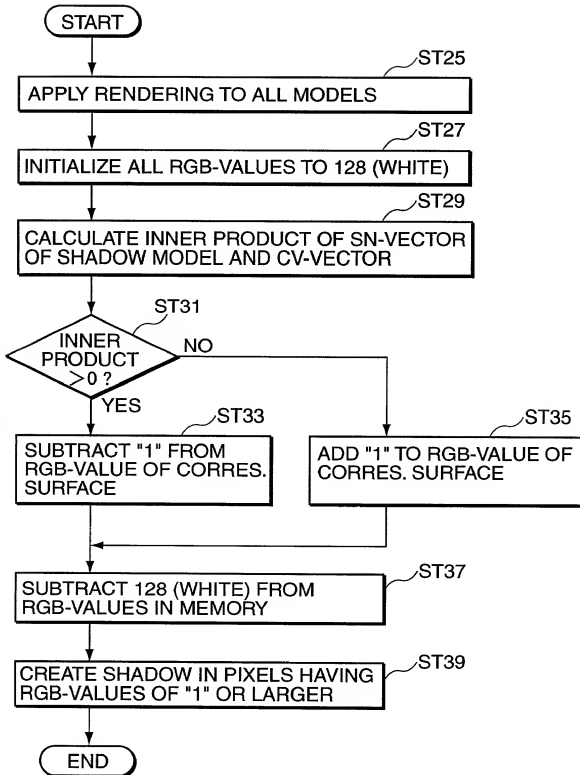 START
ST25
APPLY RENDERING TO ALL MODELS
ST27
INITIALIZE ALL RGB-VALUES TO 128 (WHITE)
ST29
CALCULATE INNER PRODUCT OF SN-VECTOR
OF SHADOW MODEL AND CV-VECTOR
ST31
INNER
PRODUCT
>0 ?
NO
YES
ST33
SUBTRACT "1" FROM
RGB-VALUE OF CORRES.
SURFACE
ST35
ADD "1" TO RGB-VALUE OF
CORRES. SURFACE
ST37
SUBTRACT 128 (WHITE) FROM
RGB-VALUES IN MEMORY
ST39
CREATE SHADOW IN PIXELS HAVING
RGB-VALUES OF "1" OR LARGER
END